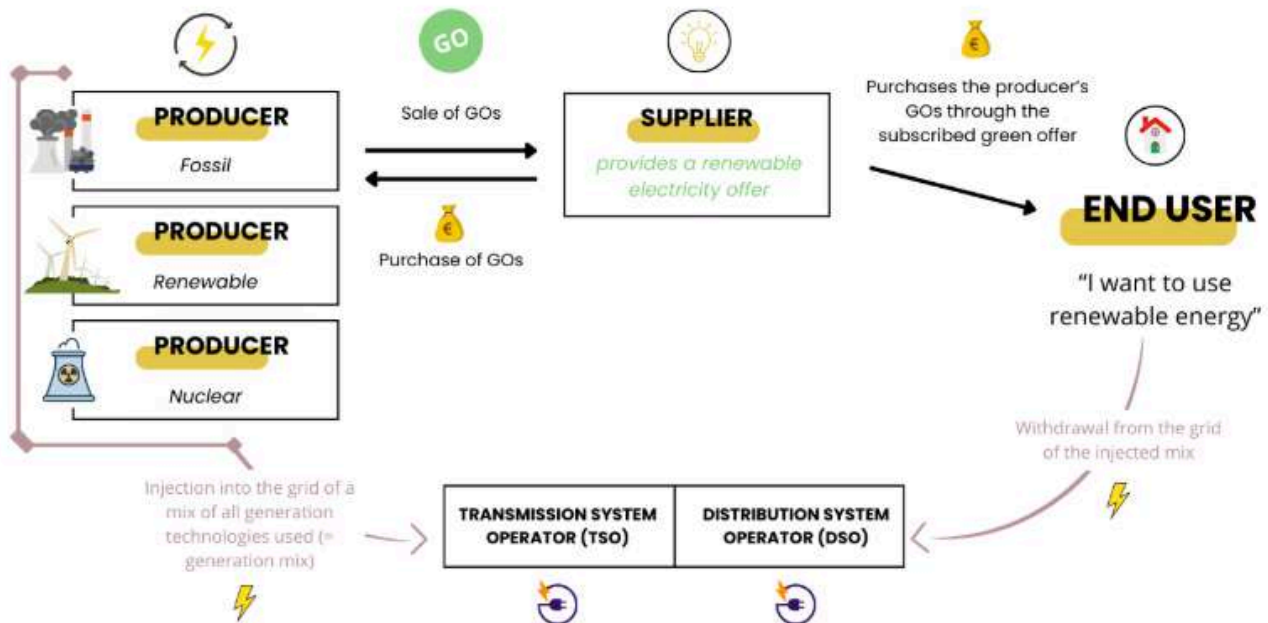 GO
Sale of GOs
Purchase of GOs
PRODUCER
Fossil
PRODUCER
Renewable
PRODUCER
Nuclear
SUPPLIER
provides a renewable
electricity offer
€
€
Purchases the producer's
GOs through the
subscribed green offer
END USER
“I want to use
renewable energy”
Withdrawal from the grid
of the injected mix
Injection into the grid of a
mix of all generation
technologies used (=
generation mix)
TRANSMISSION SYSTEM
OPERATOR (TSO)
DISTRIBUTION SYSTEM
OPERATOR (DSO)